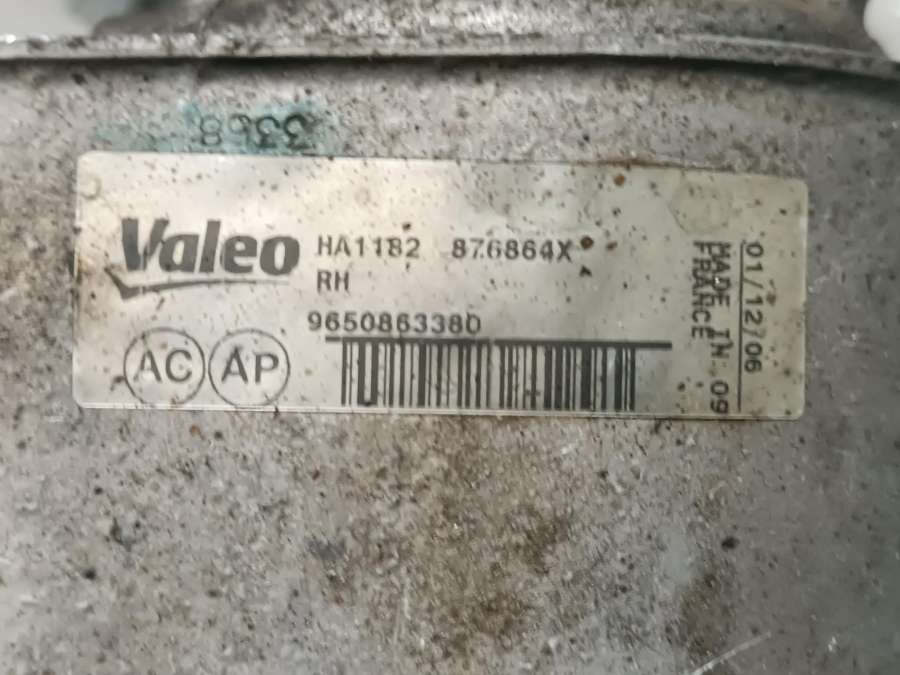 3368
Valeo
HA1182 876864X
RH
9650863380
AC AP
01/12/06
MADE IN 09
FRANCE